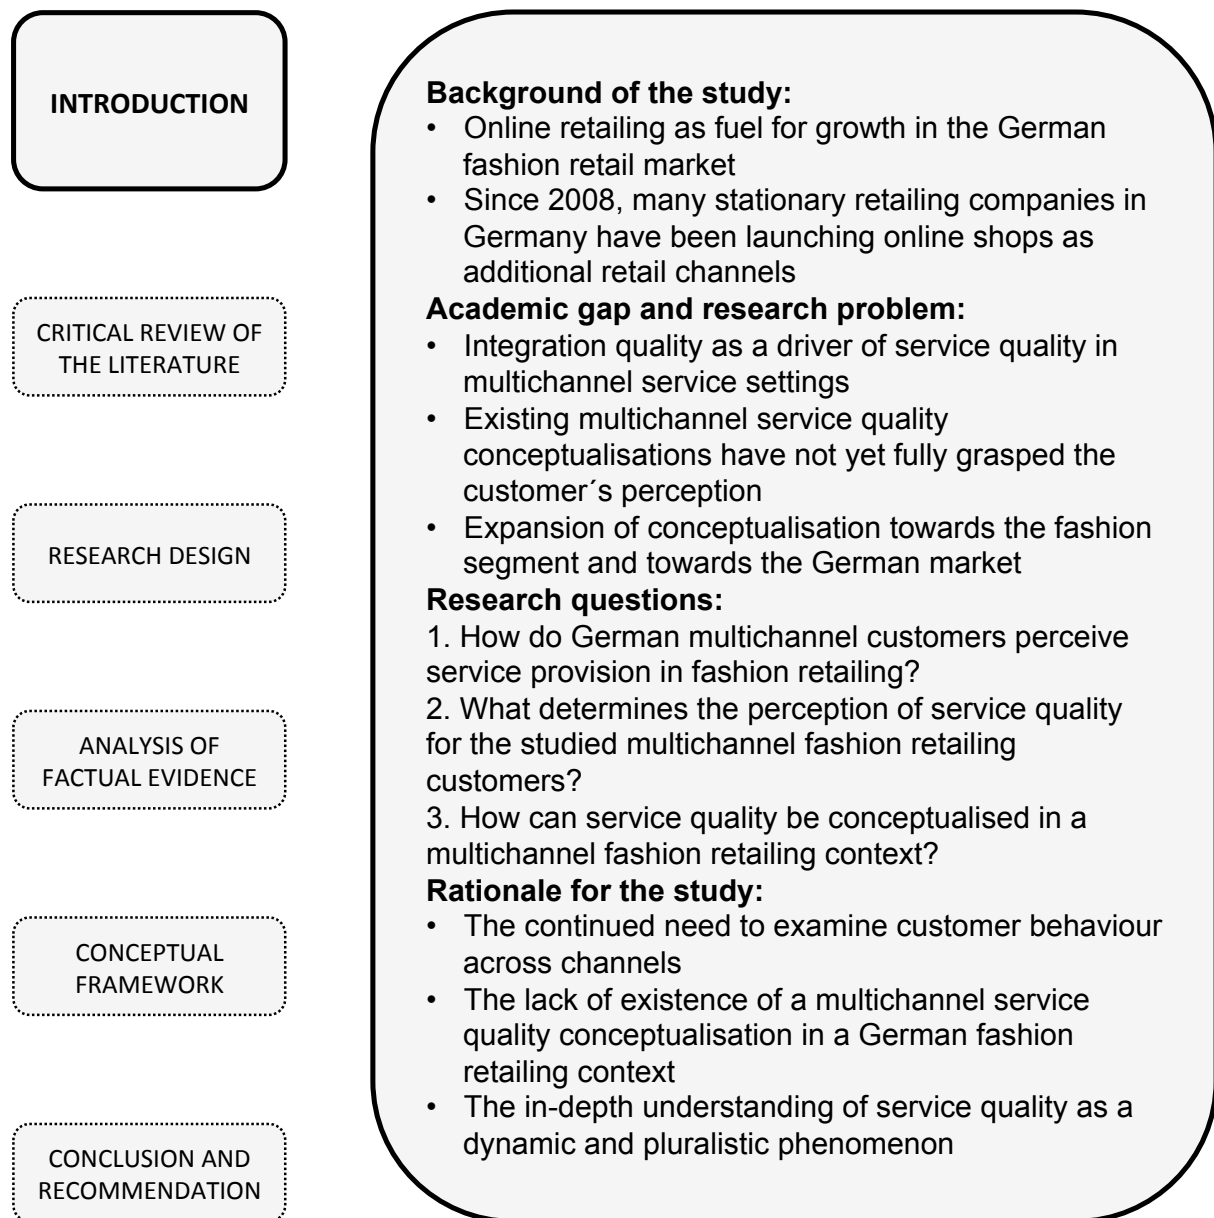 INTRODUCTION
CRITICAL REVIEW OF
THE LITERATURE
RESEARCH DESIGN
ANALYSIS OF
FACTUAL EVIDENCE
CONCEPTUAL
FRAMEWORK
CONCLUSION AND
RECOMMENDATION
Background of the study:
• Online retailing as fuel for growth in the German
fashion retail market
• Since 2008, many stationary retailing companies in
Germany have been launching online shops as
additional retail channels
Academic gap and research problem:
• Integration quality as a driver of service quality in
multichannel service settings
• Existing multichannel service quality
conceptualisations have not yet fully grasped the
customer´s perception
• Expansion of conceptualisation towards the fashion
segment and towards the German market
Research questions:
1. How do German multichannel customers perceive
service provision in fashion retailing?
2. What determines the perception of service quality
for the studied multichannel fashion retailing
customers?
3. How can service quality be conceptualised in a
multichannel fashion retailing context?
Rationale for the study:
• The continued need to examine customer behaviour
across channels
• The lack of existence of a multichannel service
quality conceptualisation in a German fashion
retailing context
• The in-depth understanding of service quality as a
dynamic and pluralistic phenomenon